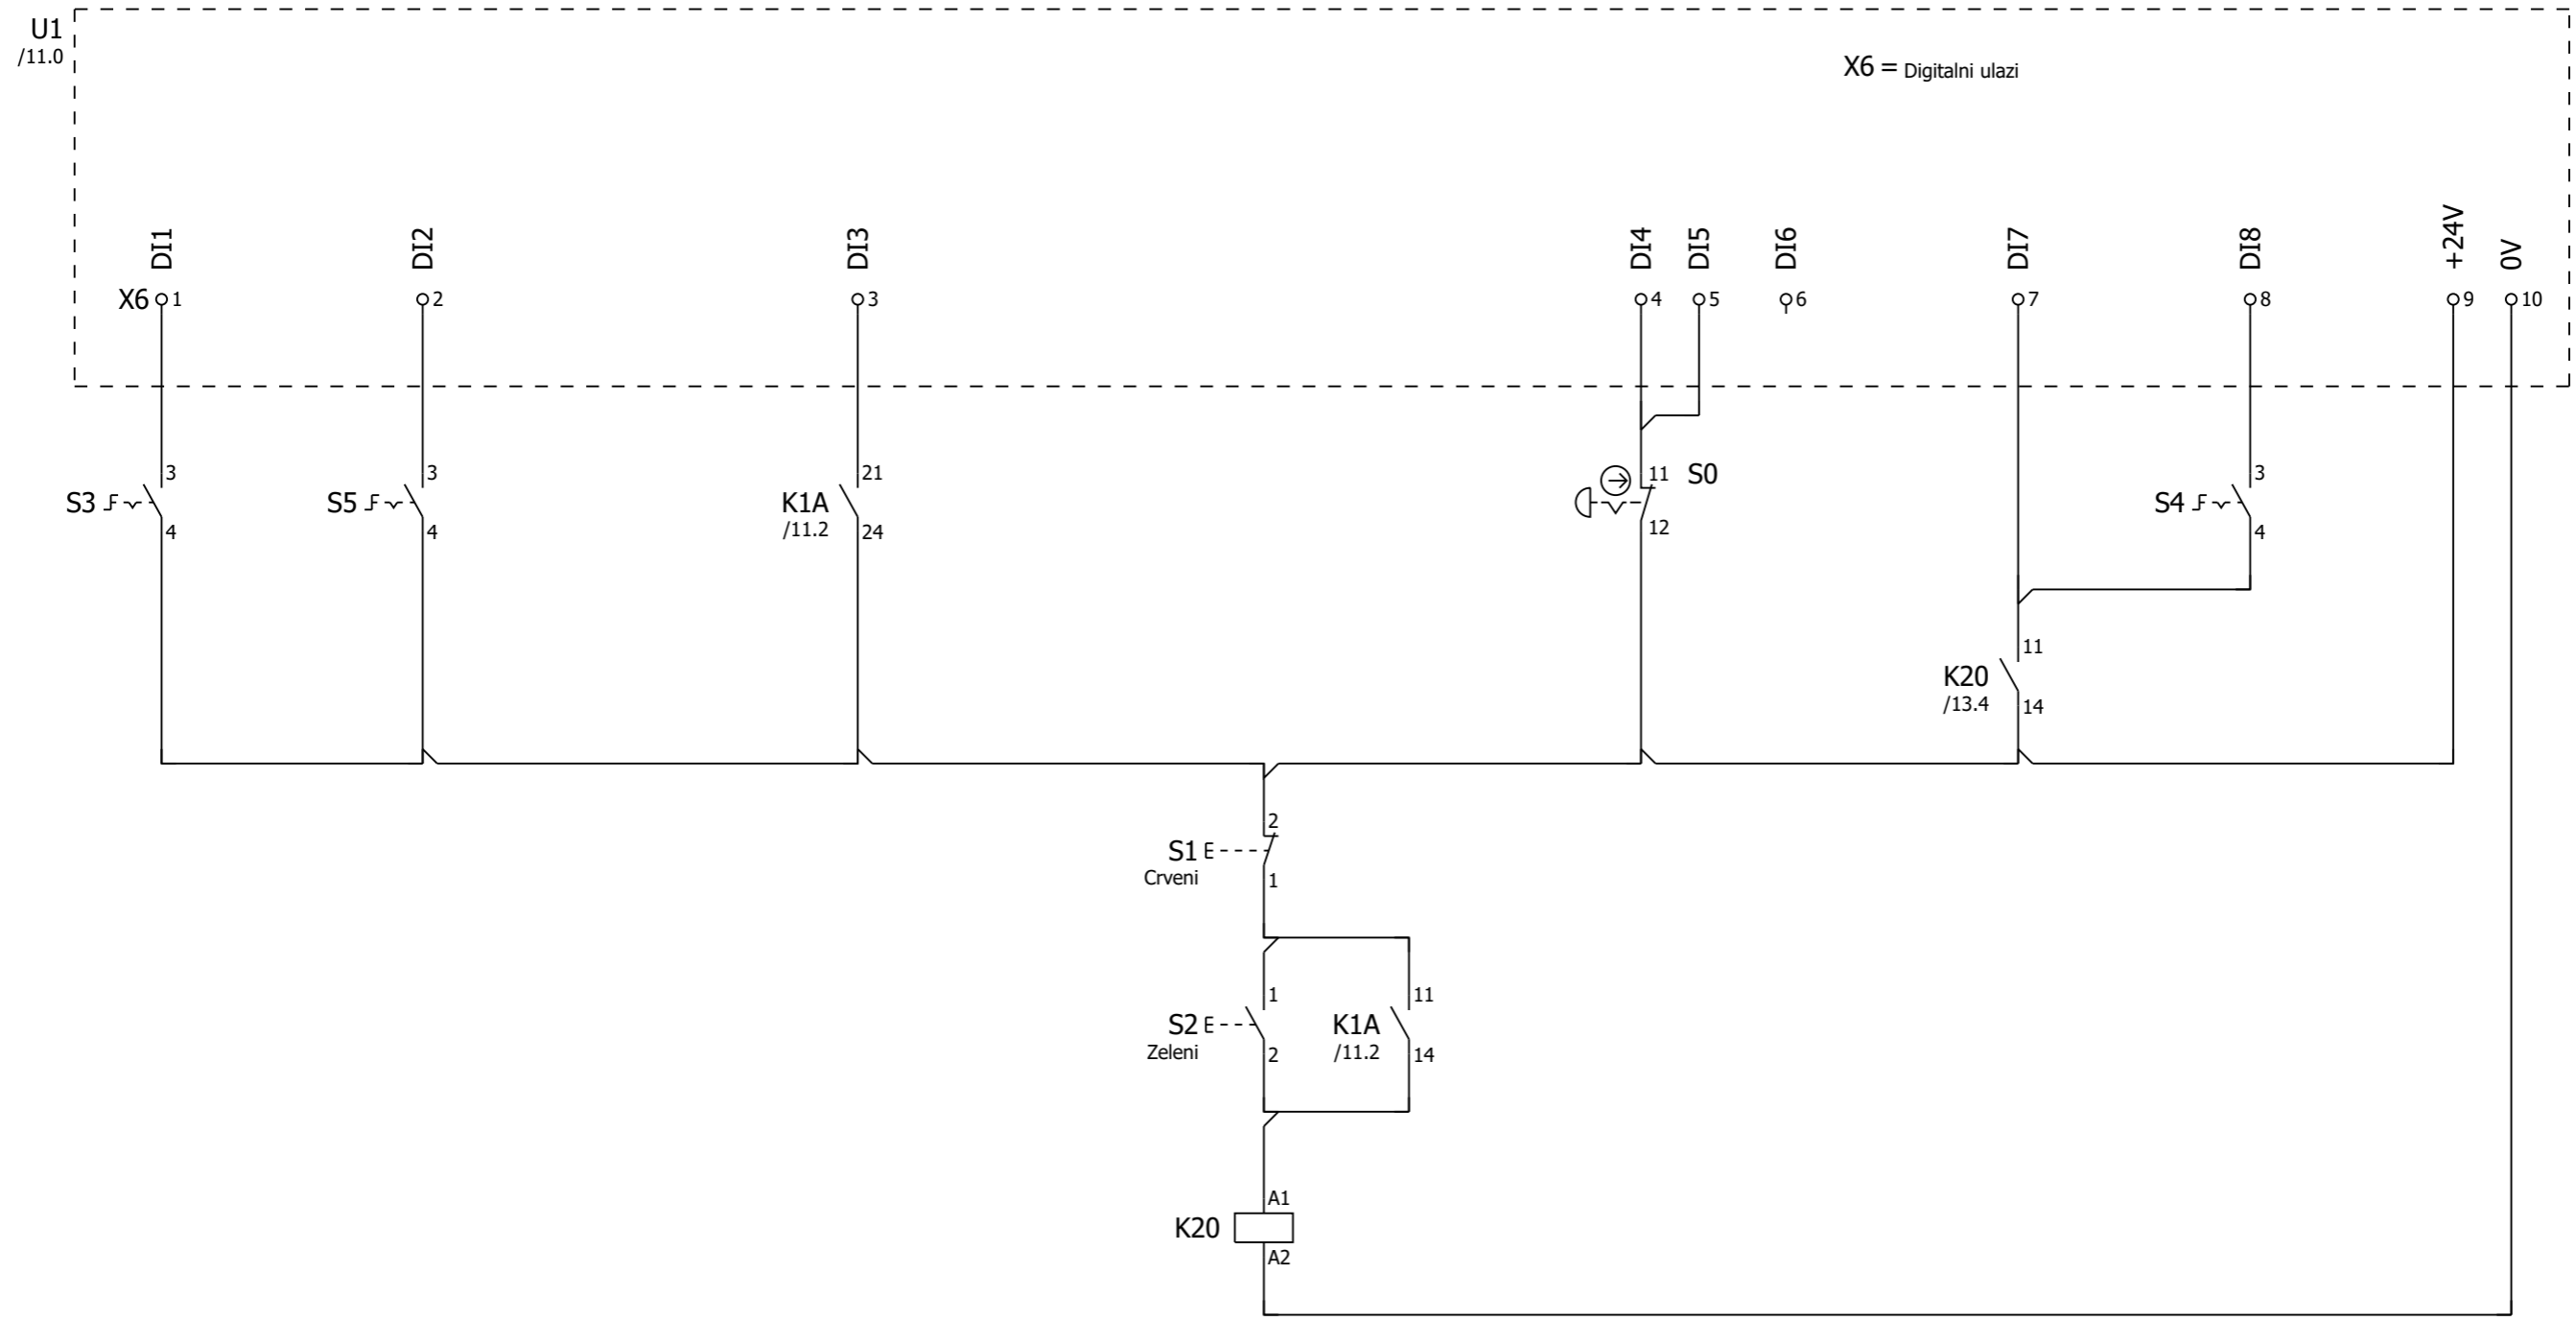 U1
/11.0
X6 = Digitalni ulazi
DI1
DI2
DI3
DI4
DI5
DI6
DI7
DI8
+24V
0V
X6 1
2
3
4
5
6
7
8
9
10
S3
3
4
S5
3
4
K1A
/11.2
21
24
S0
11
12
S4
3
4
K20
/13.4
11
14
S1
Crveni
2
1
S2
Zeleni
1
2
K1A
/11.2
11
14
K20
A1
A2